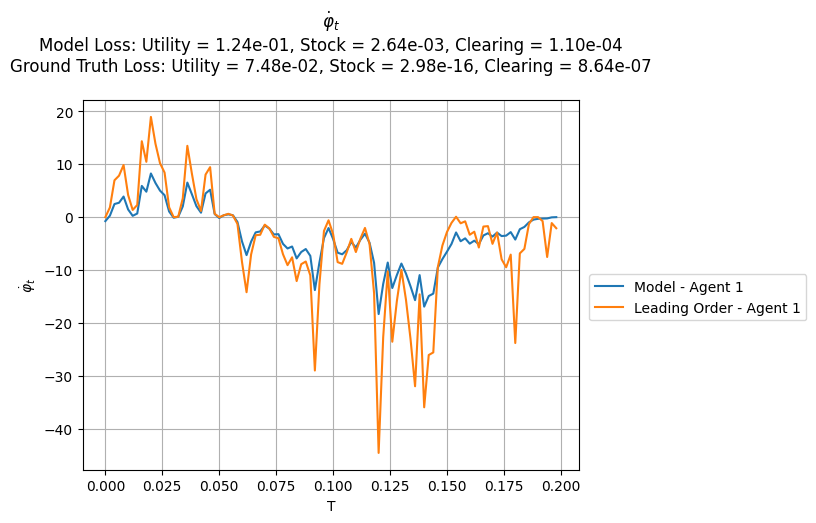 φ̇ₜ
Model Loss: Utility = 1.24e-01, Stock = 2.64e-03, Clearing = 1.10e-04
Ground Truth Loss: Utility = 7.48e-02, Stock = 2.98e-16, Clearing = 8.64e-07
20
10
0
−10
−20
−30
−40
φ̇ₜ
0.000 0.025 0.050 0.075 0.100 0.125 0.150 0.175 0.200
T
Model - Agent 1
Leading Order - Agent 1